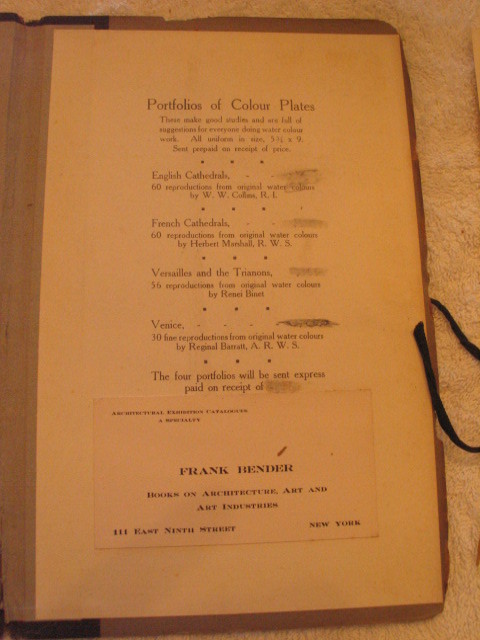 Portfolios of Colour Plates
These make good studies and are full of
suggestions for everyone doing water colour
work. All uniform in size, 5½ x 9.
Sent prepaid on receipt of price.
English Cathedrals, - -
60 reproductions from original water colours
by W. W. Collins, R. I.
French Cathedrals, - -
60 reproductions from original water colours
by Herbert Marshall, R. W. S.
Versailles and the Trianons,
56 reproductions from original water colours
by Renei Binet
Venice, - - -
30 fine reproductions from original water colours
by Reginal Barratt, A. R. W. S.
The four portfolios will be sent express
paid on receipt of
Architectural Exhibition Catalogues
a specialty
FRANK BENDER
Books on Architecture, Art and
Art Industries
111 East Ninth Street NEW YORK